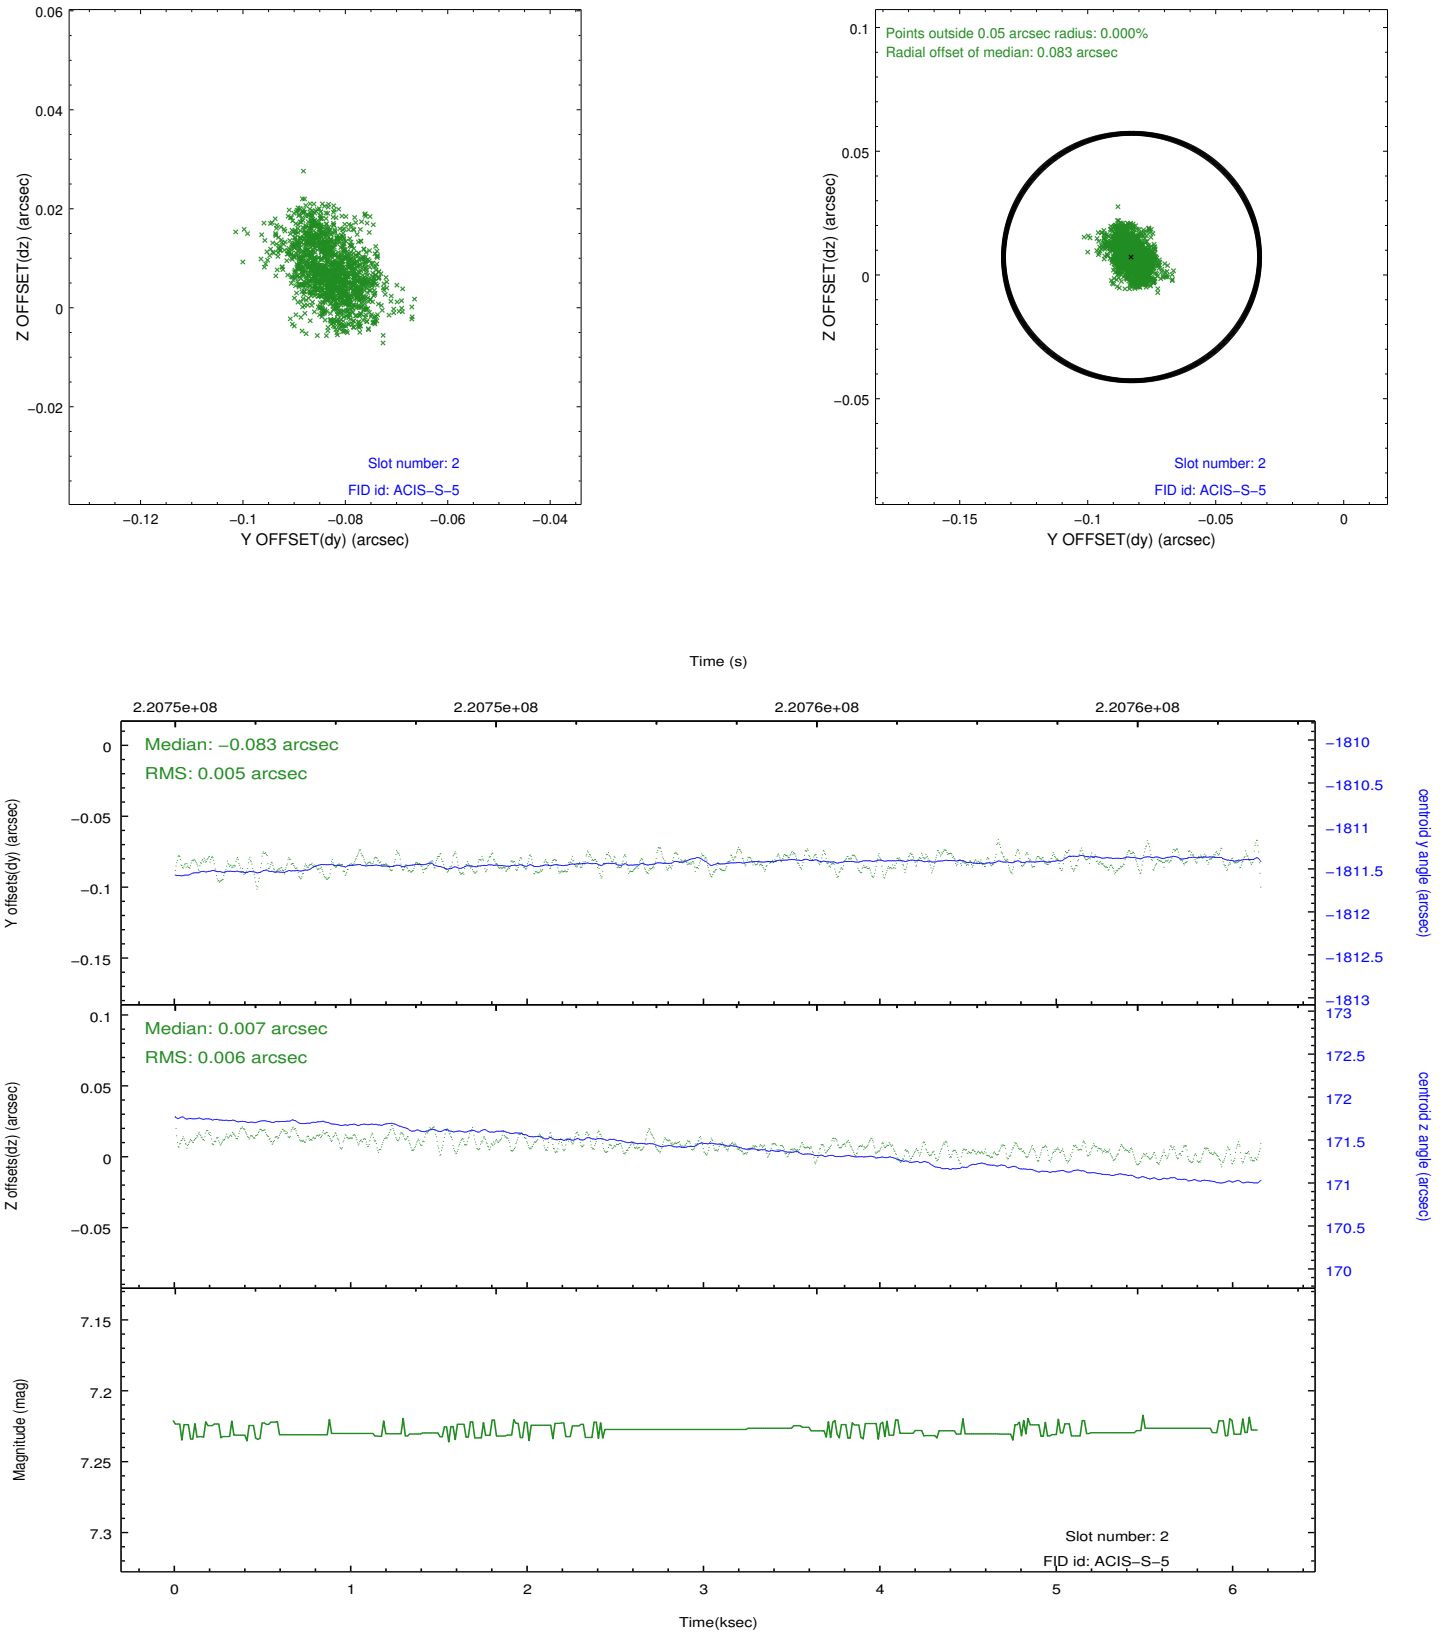 0.06
0.04
0.02
0
−0.02
Z OFFSET(dz) (arcsec)
Slot number: 2
FID id: ACIS−S−5
−0.12
−0.1
−0.08
−0.06
−0.04
Y OFFSET(dy) (arcsec)
Points outside 0.05 arcsec radius: 0.000%
Radial offset of median: 0.083 arcsec
0.1
0.05
0
−0.05
Z OFFSET(dz) (arcsec)
Slot number: 2
FID id: ACIS−S−5
−0.15
−0.1
−0.05
0
Y OFFSET(dy) (arcsec)
Time (s)
2.2075e+08
2.2075e+08
2.2076e+08
2.2076e+08
Median: −0.083 arcsec
RMS: 0.005 arcsec
0
−0.05
−0.1
−0.15
Y offsets(dy) (arcsec)
−1810
−1810.5
−1811
−1811.5
−1812
−1812.5
−1813
centroid y angle (arcsec)
Median: 0.007 arcsec
RMS: 0.006 arcsec
0.1
0.05
0
−0.05
Z offsets(dz) (arcsec)
173
172.5
172
171.5
171
170.5
170
centroid z angle (arcsec)
7.15
7.2
7.25
7.3
Magnitude (mag)
Slot number: 2
FID id: ACIS−S−5
0
1
2
3
4
5
6
Time(ksec)